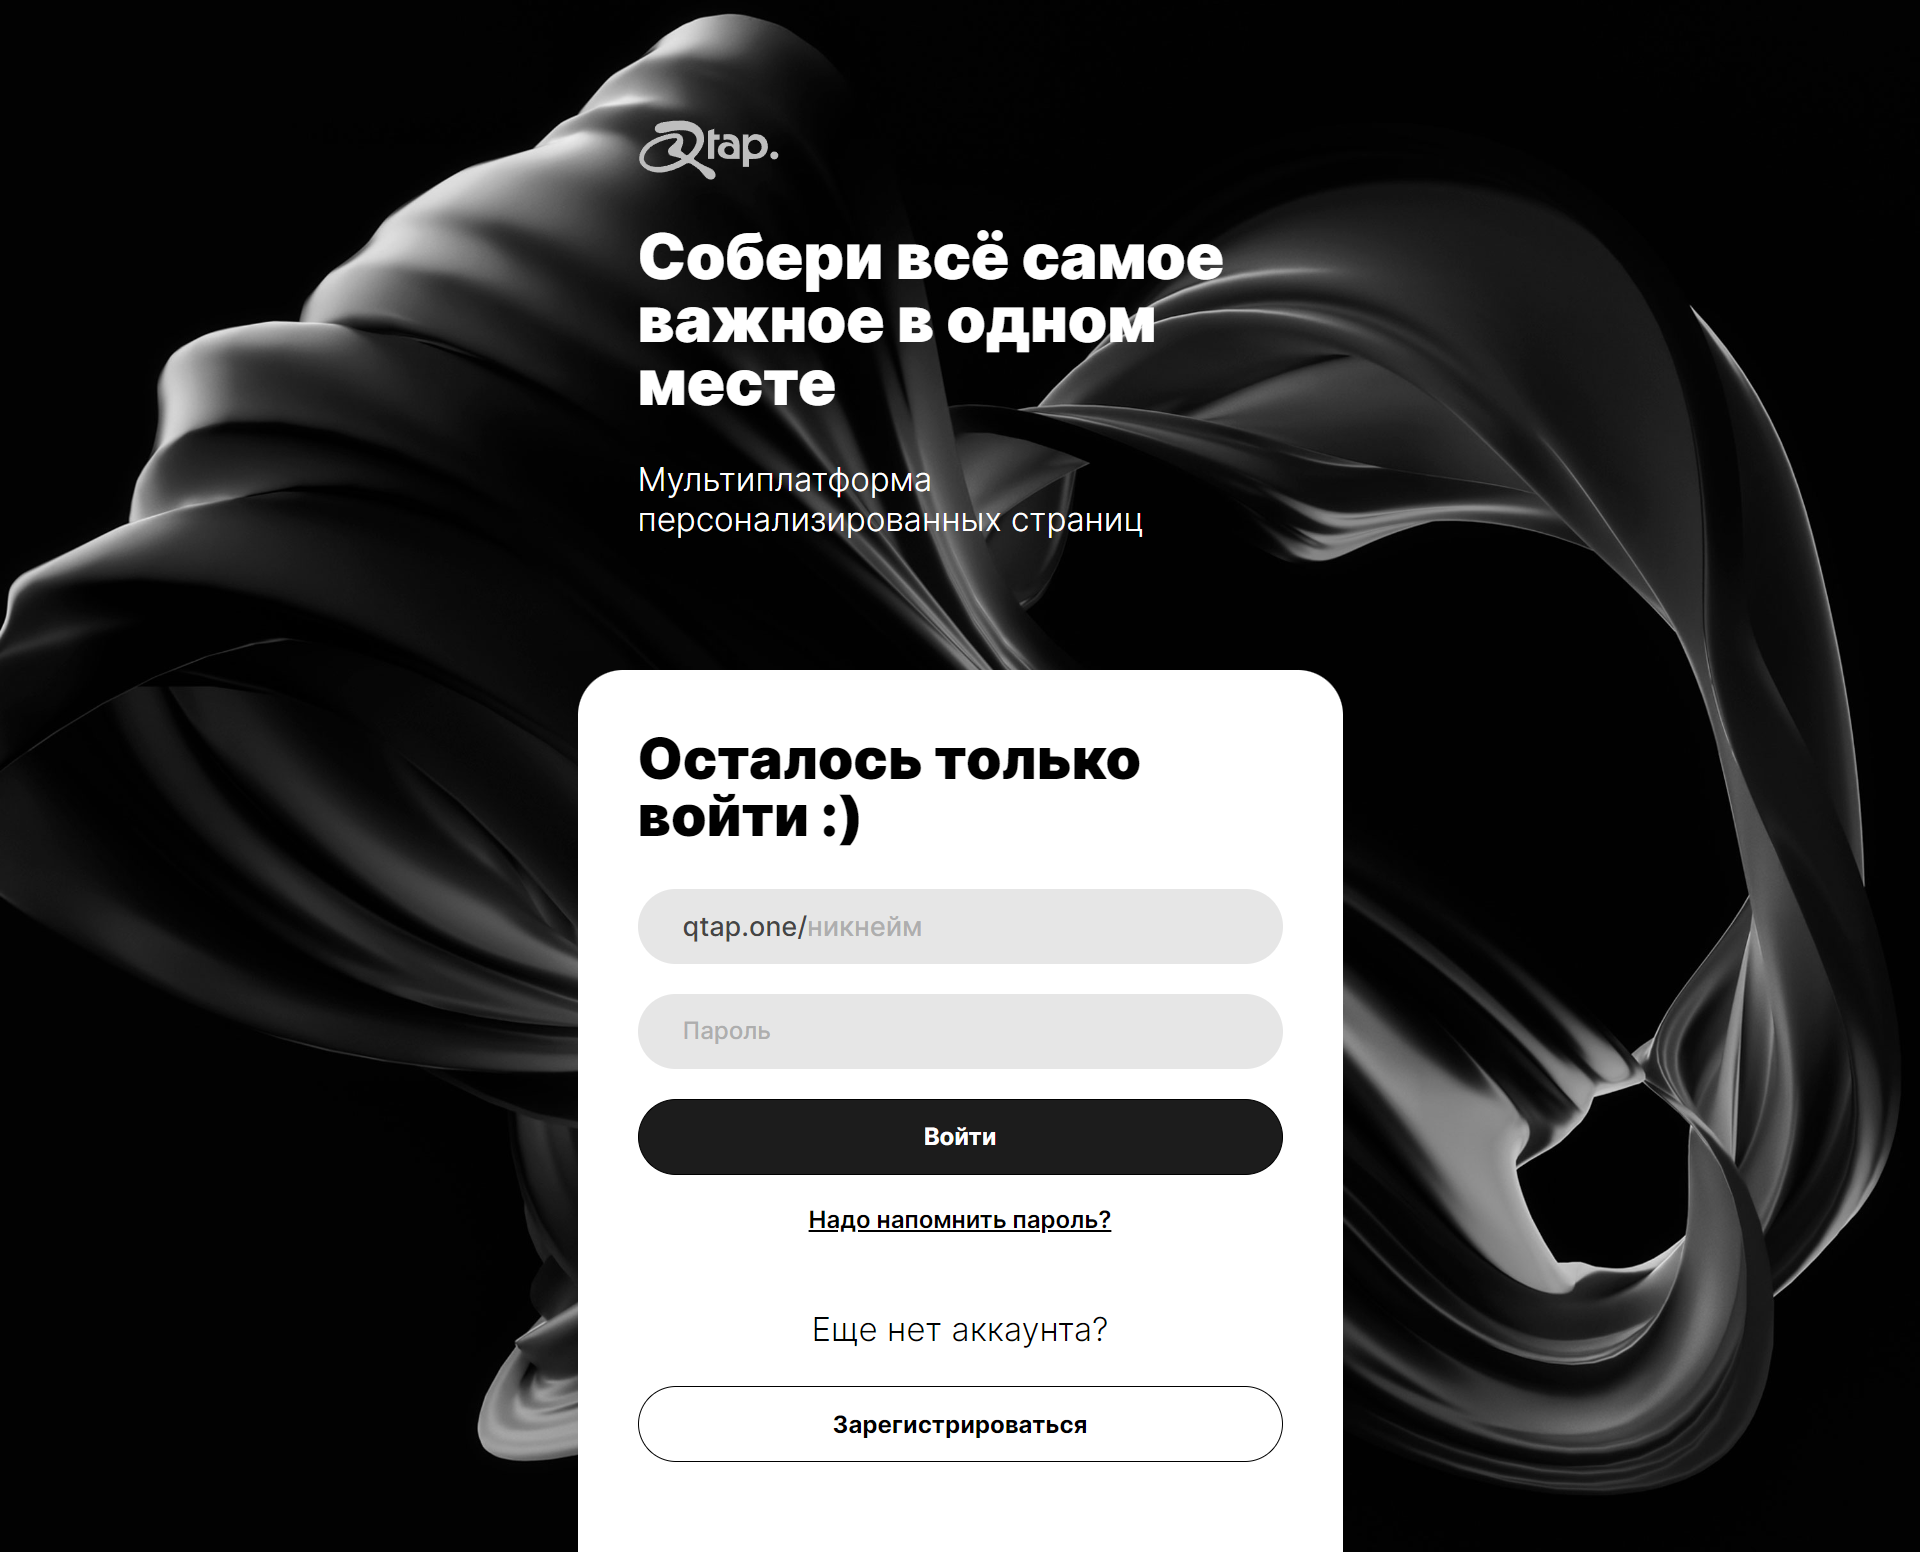 Qtap.
Собери всё самое
важное в одном
месте
Мультиплатформа
персонализированных страниц
Осталось только
войти :)
qtap.one/никнейм
Пароль
Войти
Надо напомнить пароль?
Еще нет аккаунта?
Зарегистрироваться